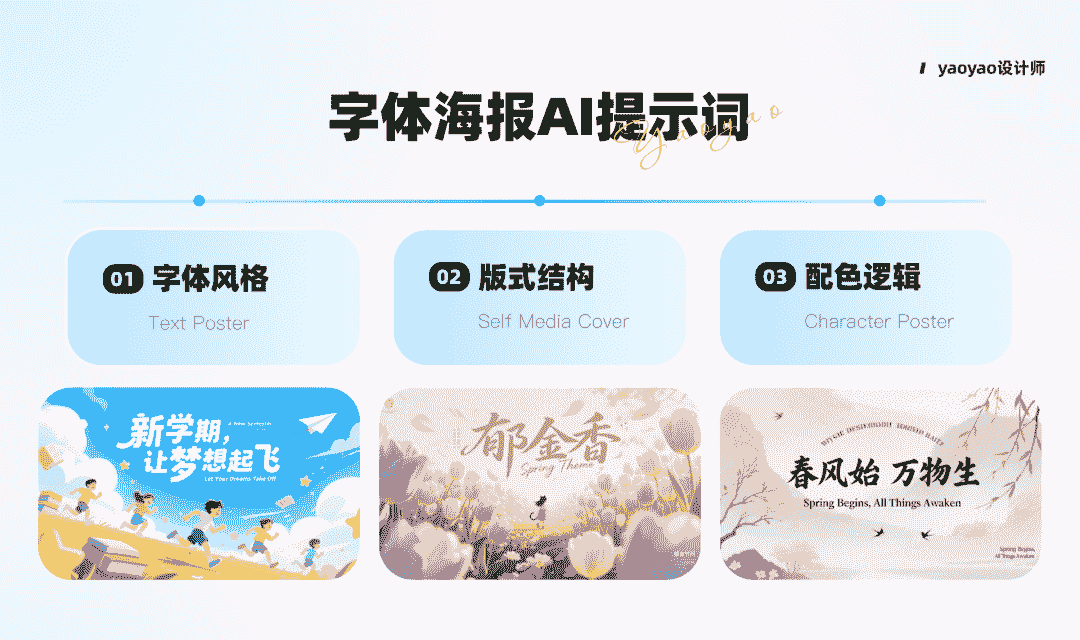 yaoyao设计师
字体海报AI提示词
Yaoyao
01 字体风格
Text Poster
02 版式结构
Self Media Cover
03 配色逻辑
Character Poster
新学期，
让梦想起飞
Let Your Dreams Take Off
郁金香
Spring Theme
春风始 万物生
Spring Begins, All Things Awaken
Spring Begins,
All Things Awaken